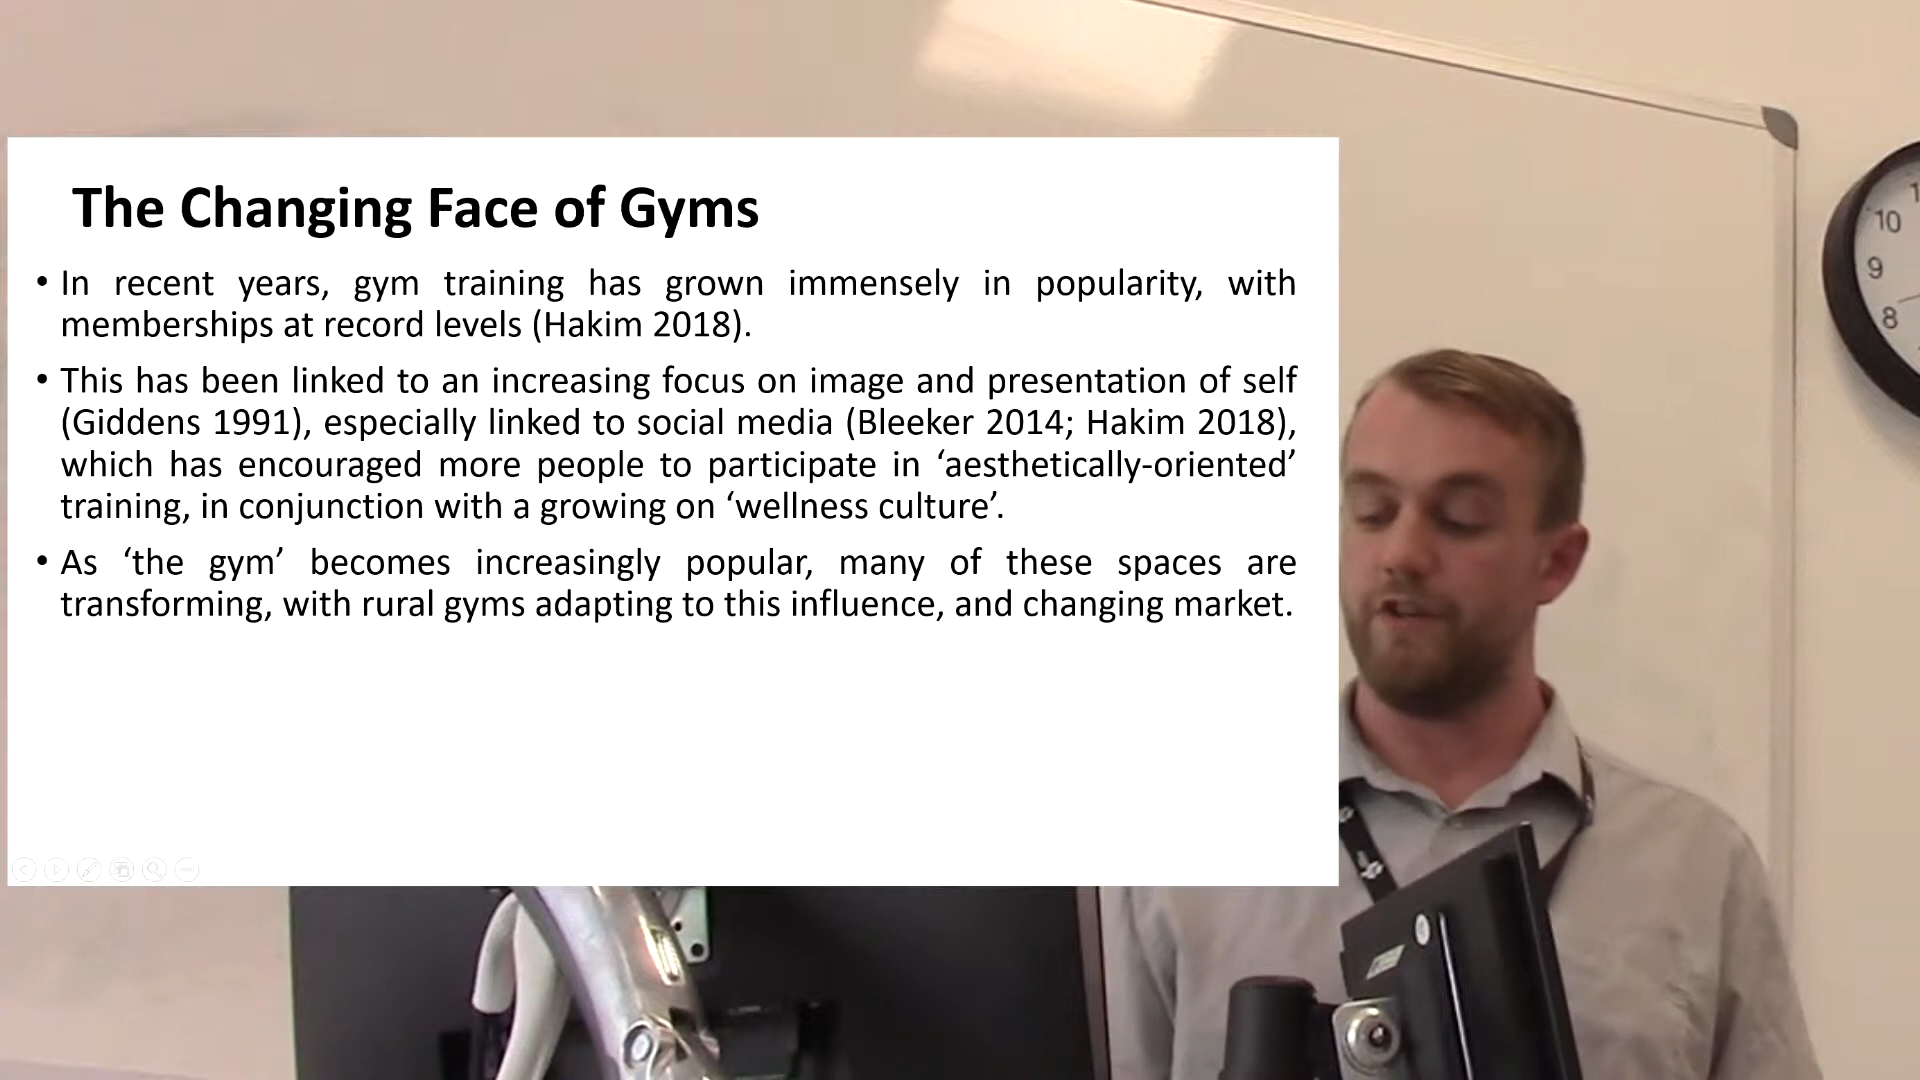 The Changing Face of Gyms
• In recent years, gym training has grown immensely in popularity, with
memberships at record levels (Hakim 2018).
• This has been linked to an increasing focus on image and presentation of self
(Giddens 1991), especially linked to social media (Bleeker 2014; Hakim 2018),
which has encouraged more people to participate in ‘aesthetically-oriented’
training, in conjunction with a growing on ‘wellness culture’.
• As ‘the gym’ becomes increasingly popular, many of these spaces are
transforming, with rural gyms adapting to this influence, and changing market.
10
9
8